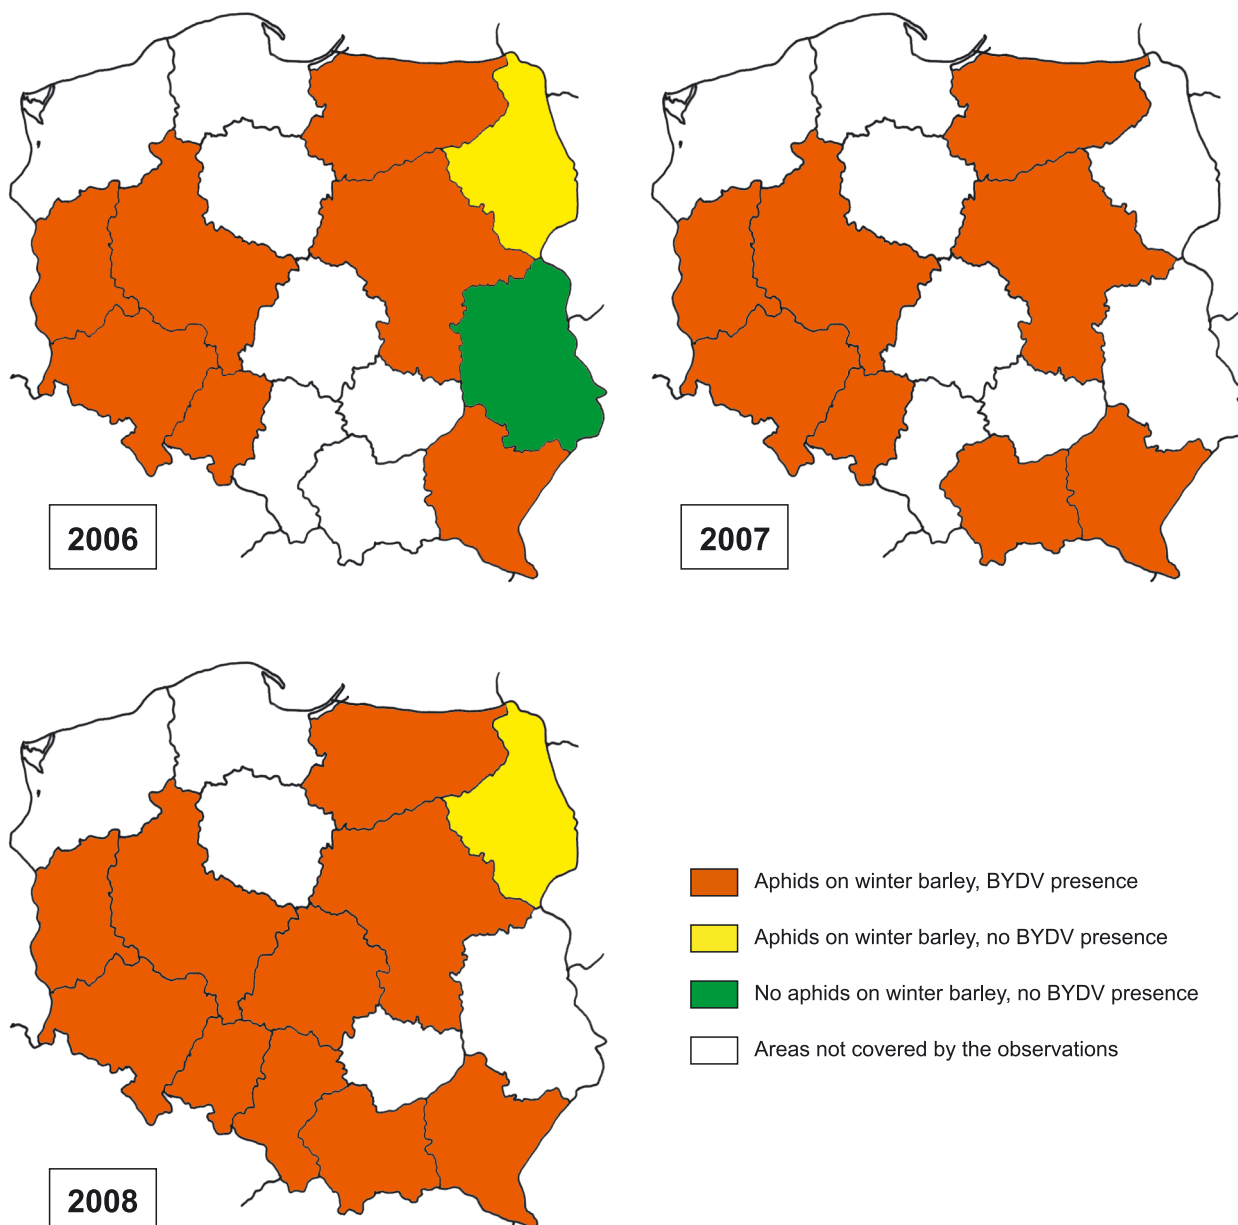 2006
2007
Aphids on winter barley, BYDV presence
Aphids on winter barley, no BYDV presence
No aphids on winter barley, no BYDV presence
Areas not covered by the observations
2008